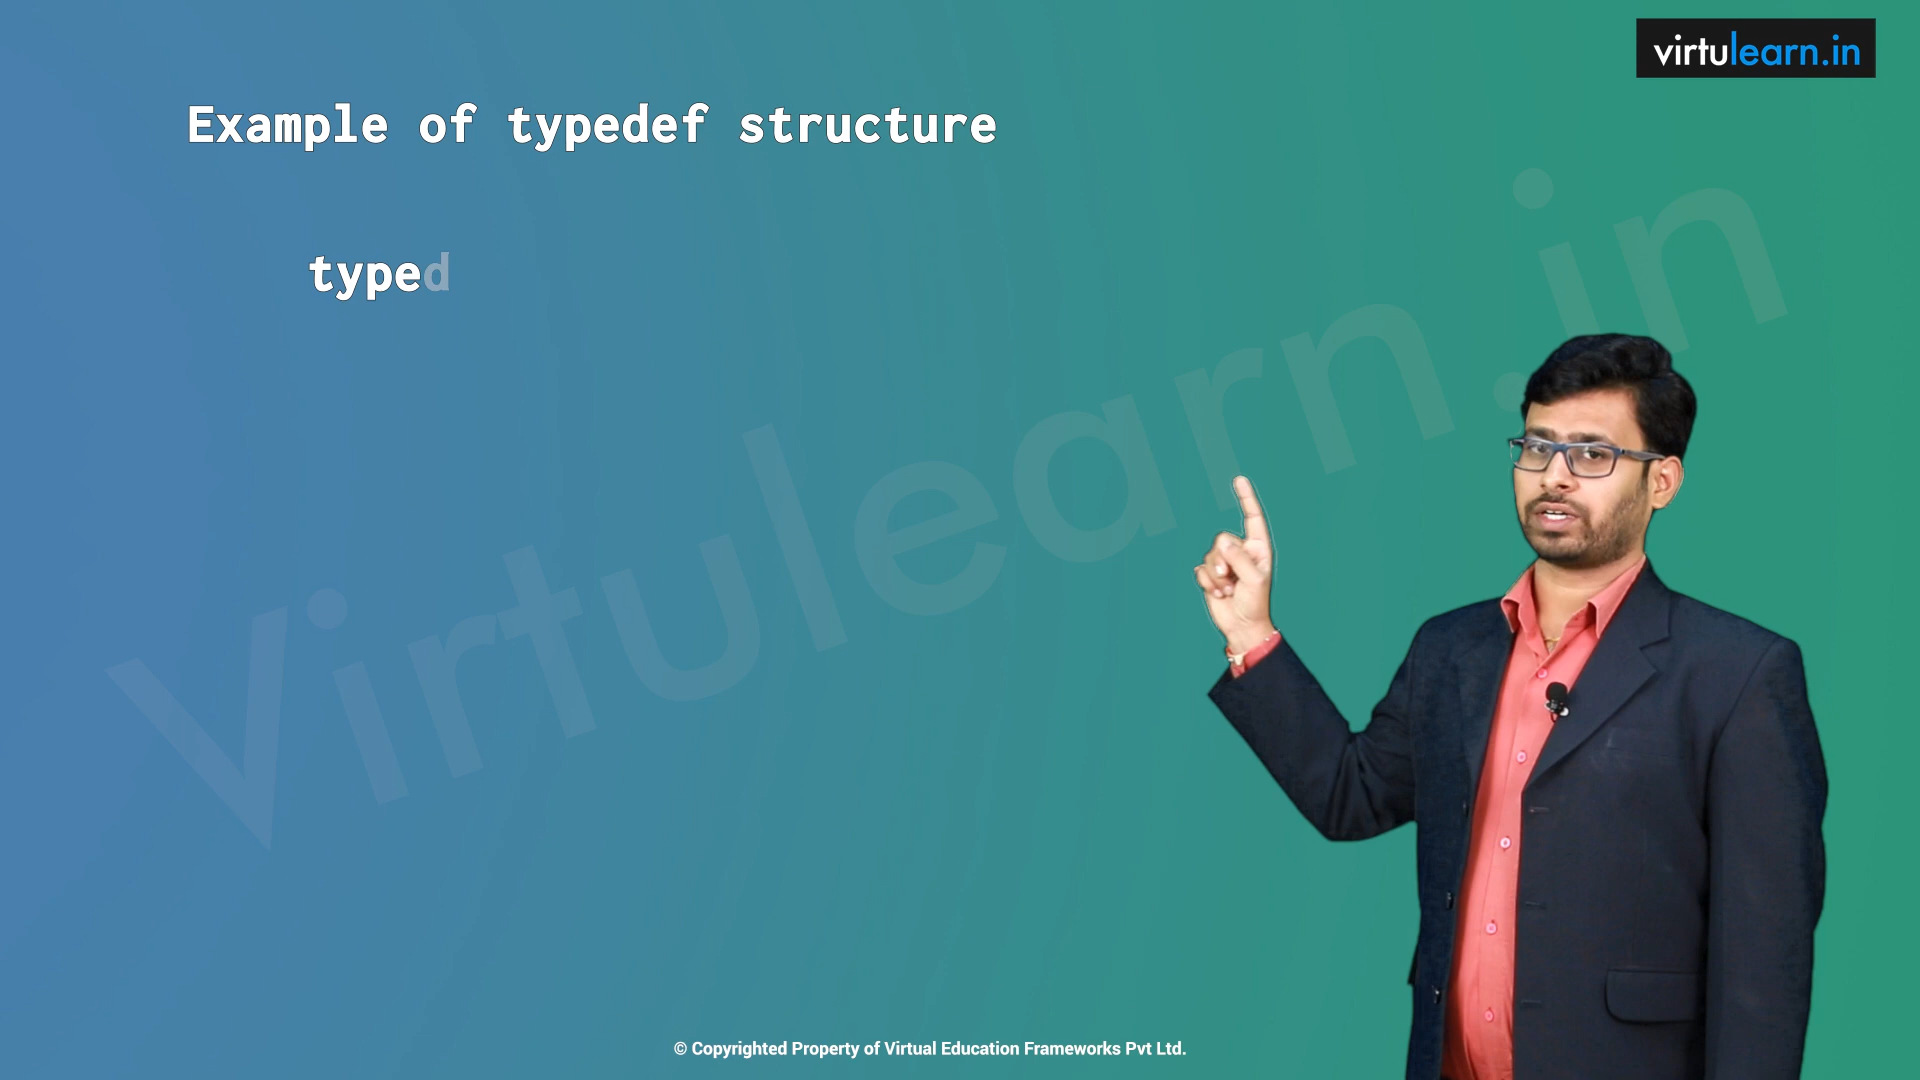 virtulearn.in
Example of typedef structure
typed
Virtulearn.in
© Copyrighted Property of Virtual Education Frameworks Pvt Ltd.